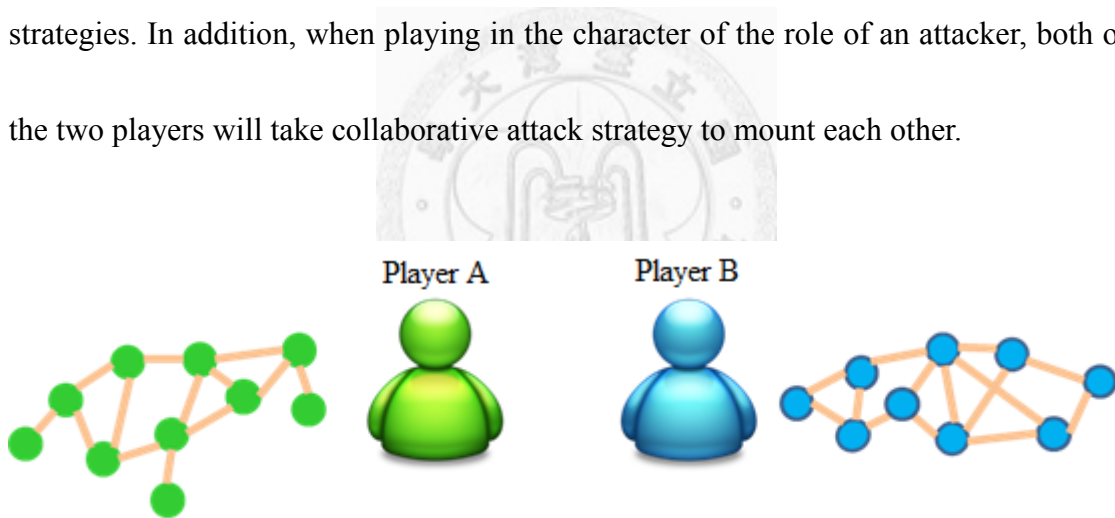 strategies. In addition, when playing in the character of the role of an attacker, both
the two players will take collaborative attack strategy to mount each other.
Player A
Player B